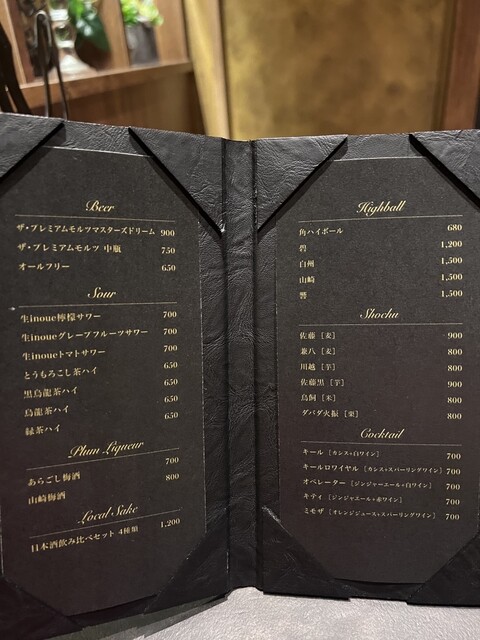 Beer
ザ・プレミアムモルツマスターズドリーム 900
ザ・プレミアムモルツ 中瓶 750
オールフリー 650
Sour
生inoue檸檬サワー 700
生inoueグレープフルーツサワー 700
生inoueトマトサワー 700
とうもろこし茶ハイ 650
黒烏龍茶ハイ 650
烏龍茶ハイ 650
緑茶ハイ 650
Plum Liqueur
あらごし梅酒 700
山崎梅酒 800
Local Sake
日本酒飲み比べセット 4種類 1,200
Highball
角ハイボール 680
碧 1,200
白州 1,500
山崎 1,500
響 1,500
Shochu
佐藤 [麦] 900
兼八 [麦] 800
川越 [芋] 800
佐藤黒 [芋] 900
鳥飼 [米] 800
ダバダ火振 [栗] 800
Cocktail
キール [カシス+白ワイン] 700
キールロワイヤル [カシス+スパーリングワイン] 700
オペレーター [ジンジャーエール+白ワイン] 700
キティ [ジンジャーエール+赤ワイン] 700
ミモザ [オレンジジュース+スパーリングワイン] 700